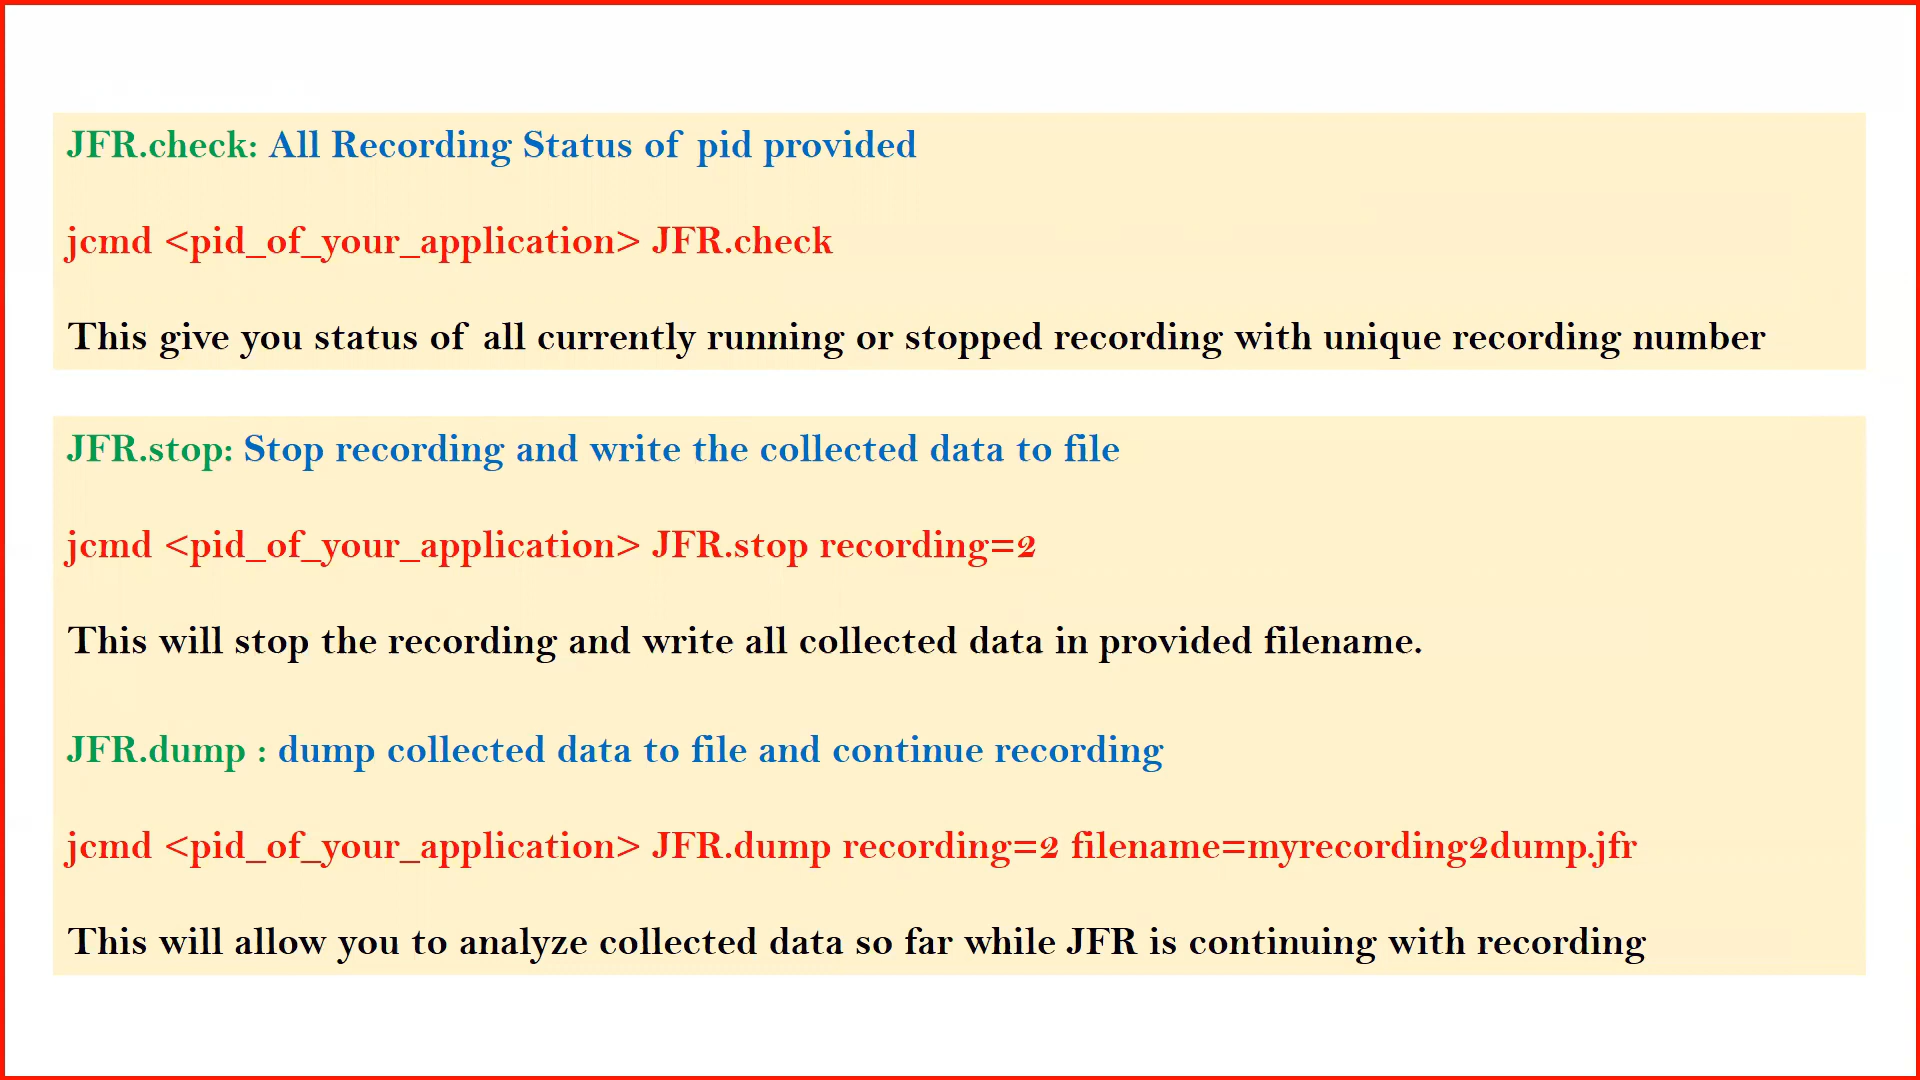 JFR.check: All Recording Status of pid provided
jcmd <pid_of_your_application> JFR.check
This give you status of all currently running or stopped recording with unique recording number
JFR.stop: Stop recording and write the collected data to file
jcmd <pid_of_your_application> JFR.stop recording=2
This will stop the recording and write all collected data in provided filename.
JFR.dump : dump collected data to file and continue recording
jcmd <pid_of_your_application> JFR.dump recording=2 filename=myrecording2dump.jfr
This will allow you to analyze collected data so far while JFR is continuing with recording